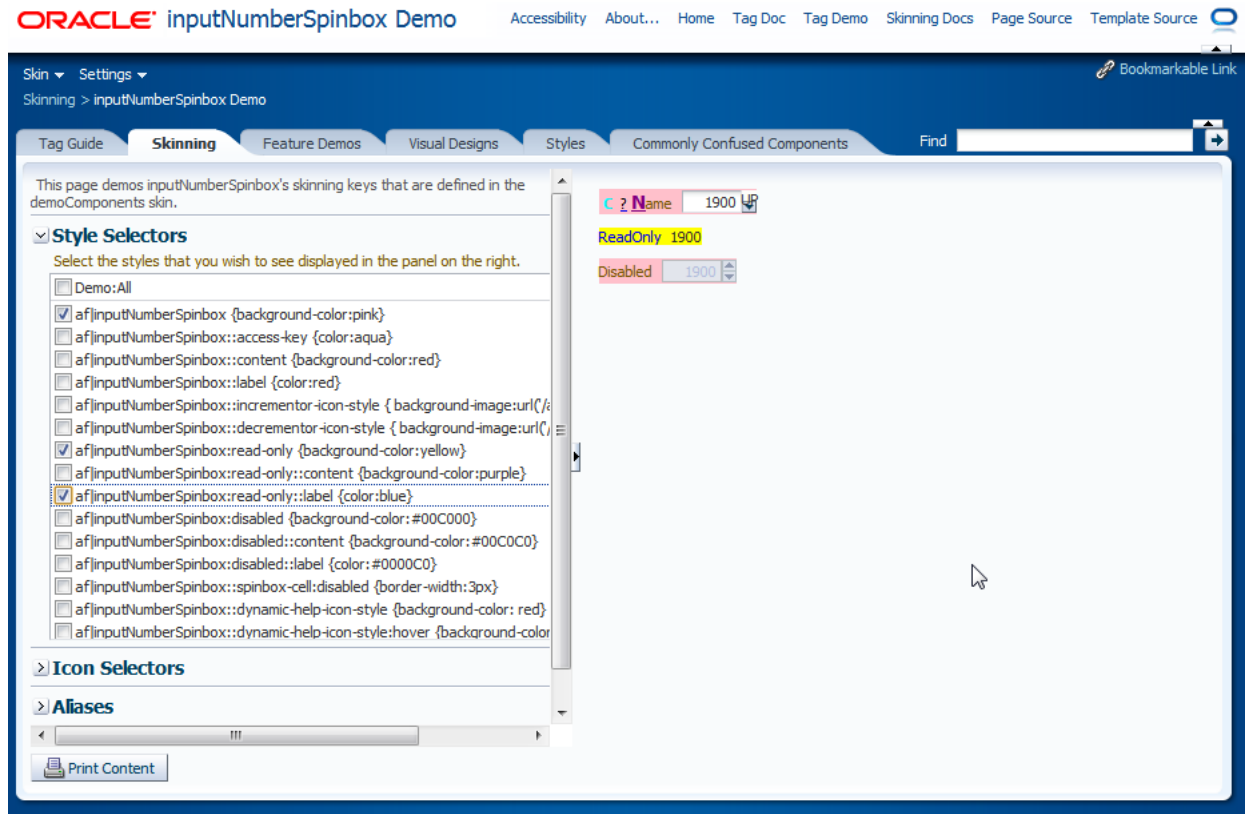 ORACLE inputNumberSpinbox Demo Accessibility About... Home Tag Doc Tag Demo Skinning Docs Page Source Template Source
Skin Settings Bookmarkable Link
Skinning > inputNumberSpinbox Demo
Tag Guide Skinning Feature Demos Visual Designs Styles Commonly Confused Components Find
This page demos inputNumberSpinbox's skinning keys that are defined in the
demoComponents skin.
Style Selectors
Select the styles that you wish to see displayed in the panel on the right.
Demo:All
af|inputNumberSpinbox {background-color:pink}
af|inputNumberSpinbox::access-key {color:aqua}
af|inputNumberSpinbox::content {background-color:red}
af|inputNumberSpinbox::label {color:red}
af|inputNumberSpinbox::incrementor-icon-style { background-image:url('/a
af|inputNumberSpinbox::decrementor-icon-style { background-image:url('/
af|inputNumberSpinbox:read-only {background-color:yellow}
af|inputNumberSpinbox:read-only::content {background-color:purple}
af|inputNumberSpinbox:read-only::label {color:blue}
af|inputNumberSpinbox:disabled {background-color:#00C000}
af|inputNumberSpinbox:disabled::content {background-color:#00C0C0}
af|inputNumberSpinbox:disabled::label {color:#0000C0}
af|inputNumberSpinbox::spinbox-cell:disabled {border-width:3px}
af|inputNumberSpinbox::dynamic-help-icon-style {background-color: red}
af|inputNumberSpinbox::dynamic-help-icon-style:hover {background-color
Icon Selectors
Aliases
Print Content
C ? Name 1900
ReadOnly 1900
Disabled 1900